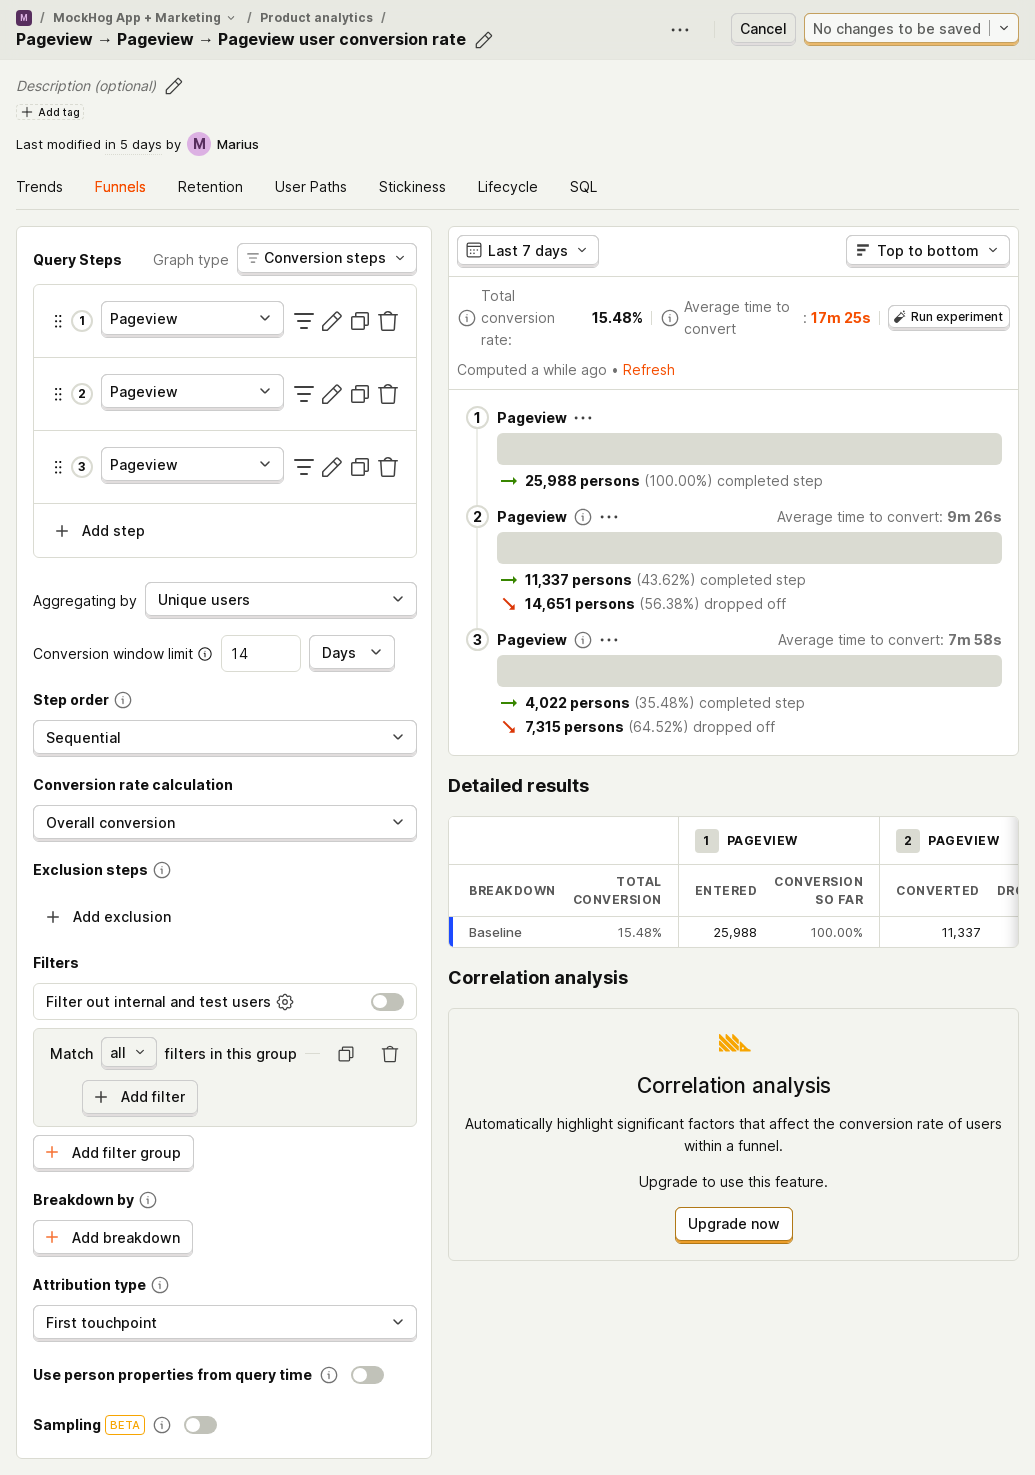 M / MockHog App + Marketing / Product analytics /
Pageview → Pageview → Pageview user conversion rate
Cancel
No changes to be saved
Description (optional)
Add tag
Last modified in 5 days by M Marius
Trends Funnels Retention User Paths Stickiness Lifecycle SQL
Query Steps
Graph type
Conversion steps
1 Pageview
2 Pageview
3 Pageview
Add step
Aggregating by Unique users
Conversion window limit 14 Days
Step order
Sequential
Conversion rate calculation
Overall conversion
Exclusion steps
Add exclusion
Filters
Filter out internal and test users
Match all filters in this group
Add filter
Add filter group
Breakdown by
Add breakdown
Attribution type
First touchpoint
Use person properties from query time
Sampling BETA
Last 7 days
Top to bottom
Total
conversion
rate:
15.48%
Average time to
convert
: 17m 25s
Run experiment
Computed a while ago • Refresh
1 Pageview
25,988 persons (100.00%) completed step
2 Pageview Average time to convert: 9m 26s
11,337 persons (43.62%) completed step
14,651 persons (56.38%) dropped off
3 Pageview Average time to convert: 7m 58s
4,022 persons (35.48%) completed step
7,315 persons (64.52%) dropped off
Detailed results
1 PAGEVIEW 2 PAGEVIEW
BREAKDOWN
TOTAL
CONVERSION
ENTERED
CONVERSION
SO FAR
CONVERTED
Baseline 15.48% 25,988 100.00% 11,337
Correlation analysis
Correlation analysis
Automatically highlight significant factors that affect the conversion rate of users
within a funnel.
Upgrade to use this feature.
Upgrade now